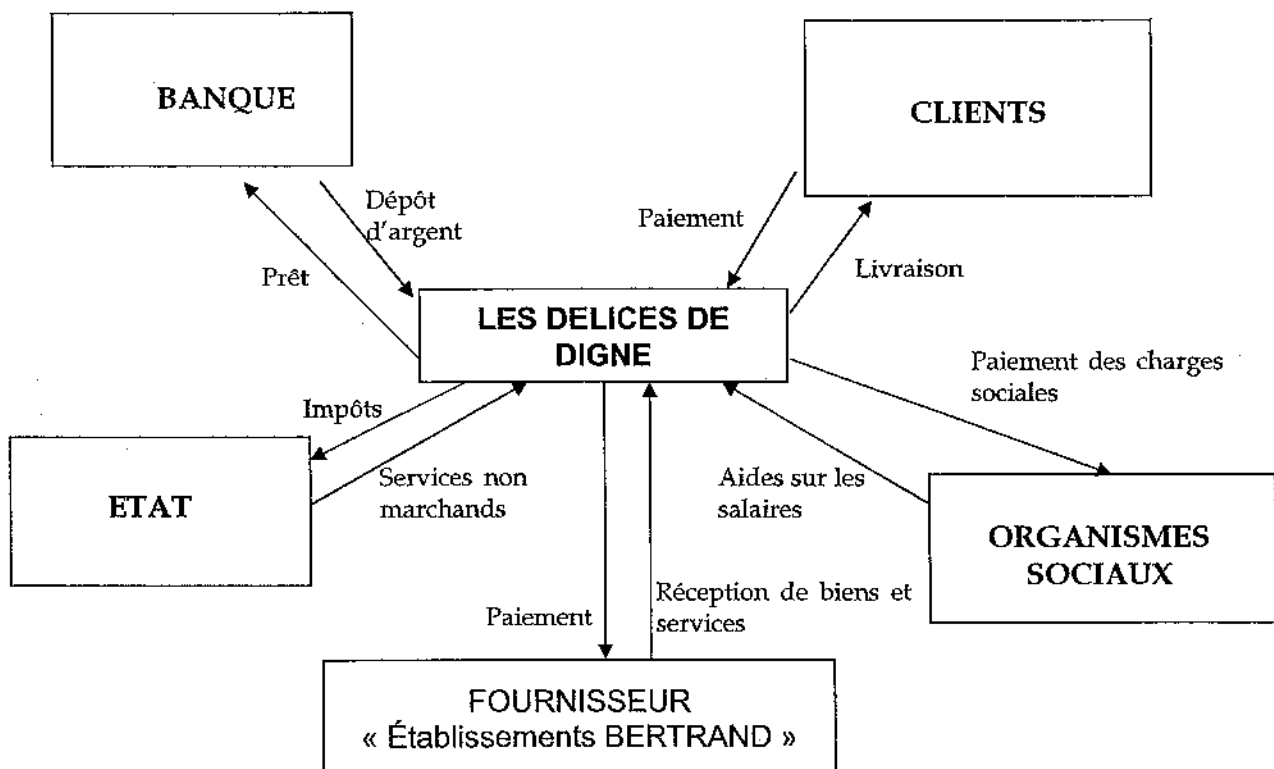 BANQUE
CLIENTS
Dépôt
d'argent
Paiement
Prêt
Livraison
LES DELICES DE
DIGNE
Paiement des charges
sociales
Impôts
ETAT
Services non
marchands
Aides sur les
salaires
ORGANISMES
SOCIAUX
Paiement
Réception de biens et
services
FOURNISSEUR
« Établissements BERTRAND »